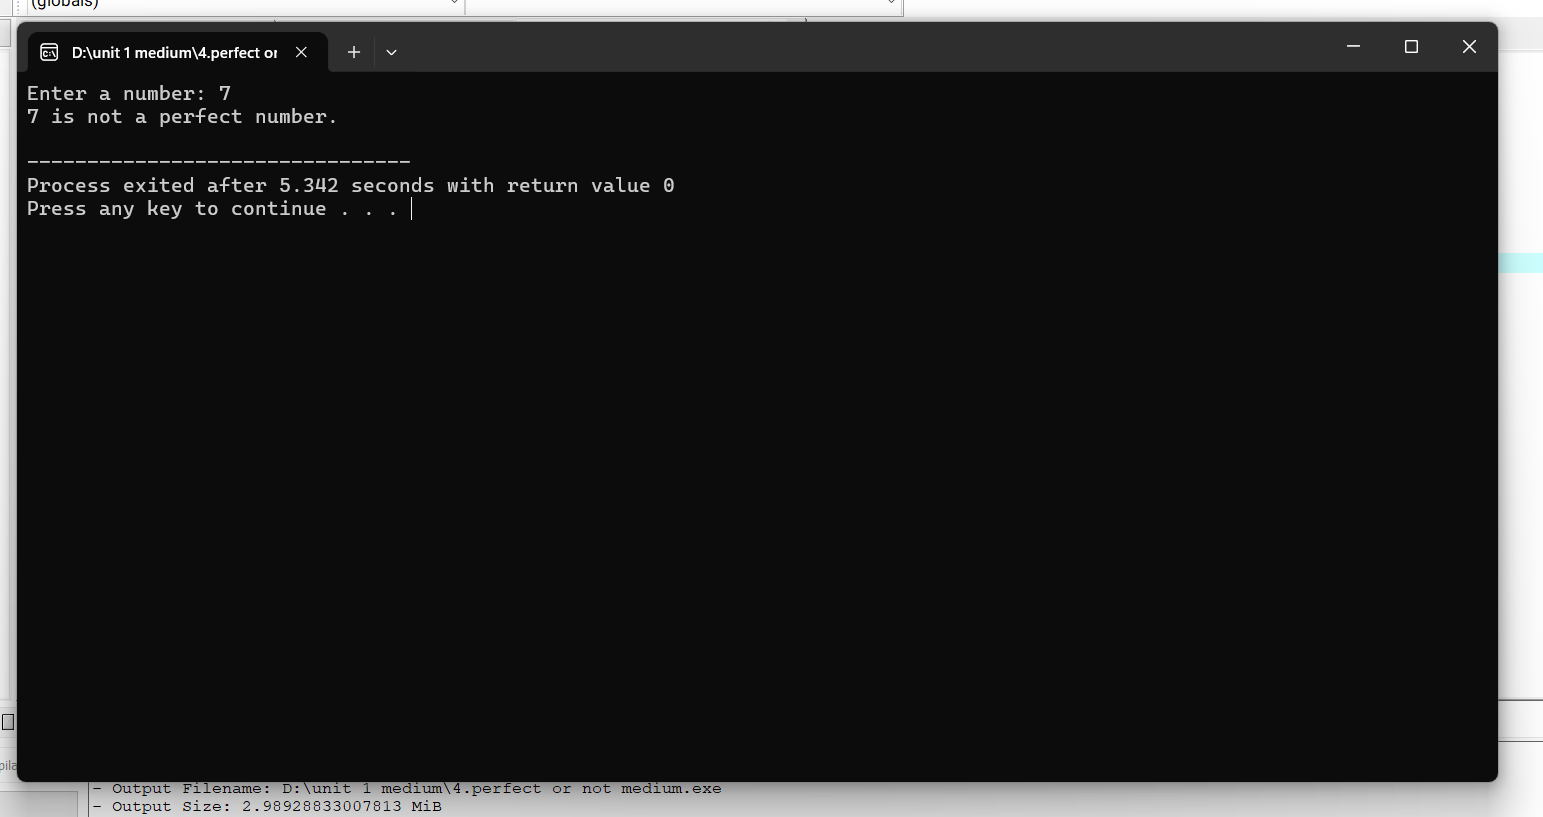 (globals)
D:\unit 1 medium\4.perfect or
Enter a number: 7
7 is not a perfect number.
--------------------------------
Process exited after 5.342 seconds with return value 0
Press any key to continue . . .
- Output Filename: D:\unit 1 medium\4.perfect or not medium.exe
- Output Size: 2.98928833007813 MiB